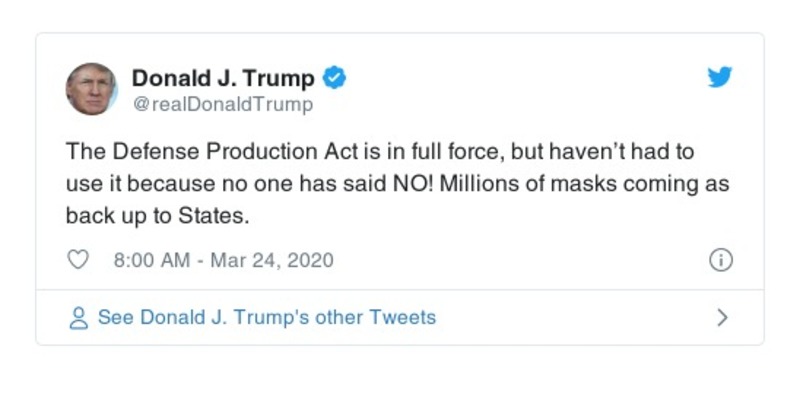 Donald J. Trump
@realDonaldTrump
The Defense Production Act is in full force, but haven’t had to
use it because no one has said NO! Millions of masks coming as
back up to States.
8:00 AM - Mar 24, 2020
See Donald J. Trump's other Tweets